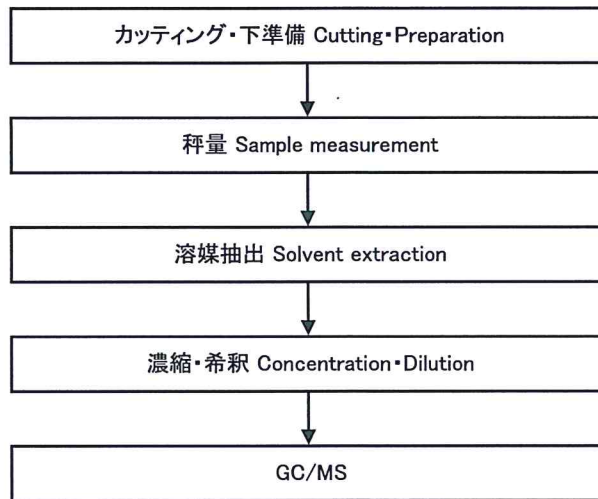 カッティング・下準備 Cutting・Preparation
秤量 Sample measurement
溶媒抽出 Solvent extraction
濃縮・希釈 Concentration・Dilution
GC/MS